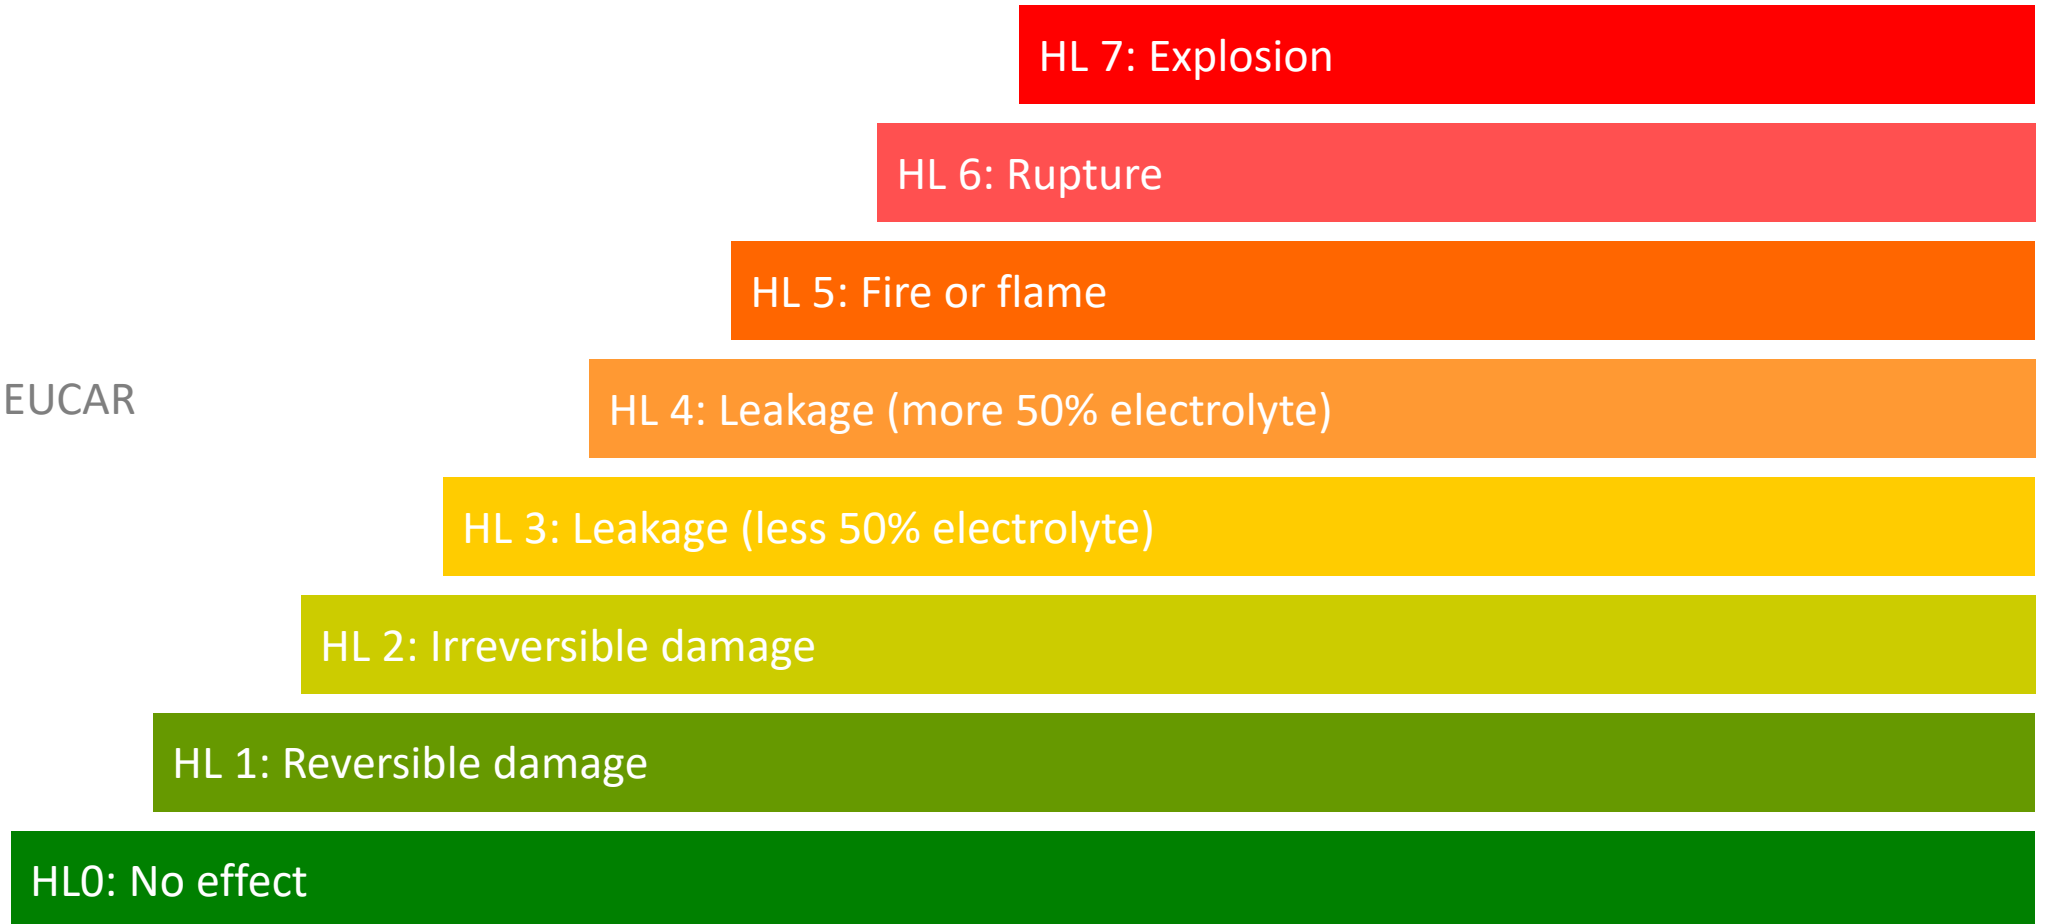 HL 7: Explosion
HL 6: Rupture
HL 5: Fire or flame
EUCAR
HL 4: Leakage (more 50% electrolyte)
HL 3: Leakage (less 50% electrolyte)
HL 2: Irreversible damage
HL 1: Reversible damage
HL0: No effect